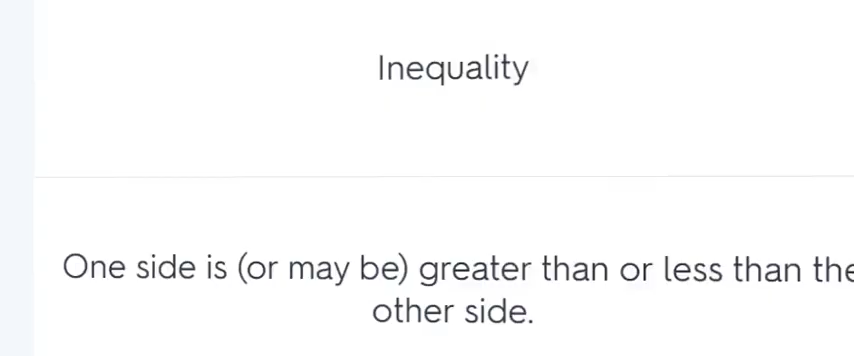 Inequality
One side is (or may be) greater than or less than the
other side.